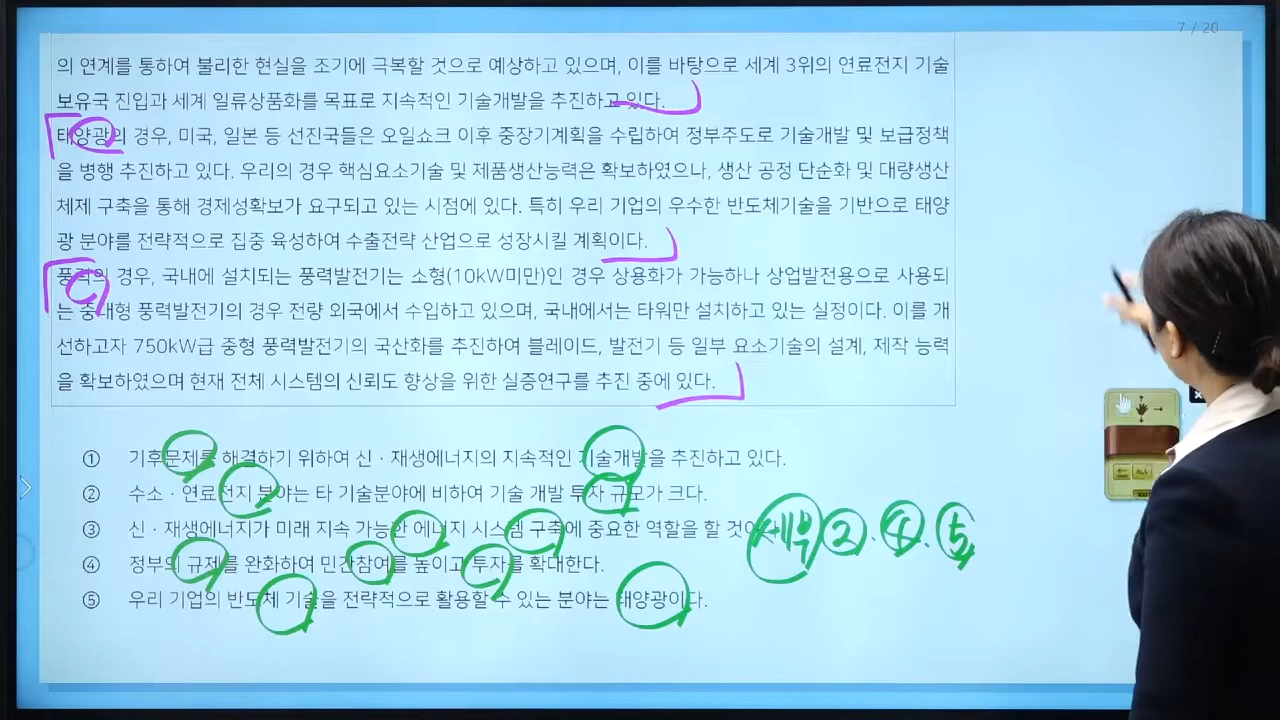 7 / 20
의 연계를 통하여 불리한 현실을 조기에 극복할 것으로 예상하고 있으며, 이를 바탕으로 세계 3위의 연료전지 기술
보유국 진입과 세계 일류상품화를 목표로 지속적인 기술개발을 추진하고 있다.
태양광의 경우, 미국, 일본 등 선진국들은 오일쇼크 이후 중장기계획을 수립하여 정부주도로 기술개발 및 보급정책
을 병행 추진하고 있다. 우리의 경우 핵심요소기술 및 제품생산능력은 확보하였으나, 생산 공정 단순화 및 대량생산
체제 구축을 통해 경제성확보가 요구되고 있는 시점에 있다. 특히 우리 기업의 우수한 반도체기술을 기반으로 태양
광 분야를 전략적으로 집중 육성하여 수출전략 산업으로 성장시킬 계획이다.
풍력의 경우, 국내에 설치되는 풍력발전기는 소형(10kW미만)인 경우 상용화가 가능하나 상업발전용으로 사용되
는 중대형 풍력발전기의 경우 전량 외국에서 수입하고 있으며, 국내에서는 타워만 설치하고 있는 실정이다. 이를 개
선하고자 750kW급 중형 풍력발전기의 국산화를 추진하여 블레이드, 발전기 등 일부 요소기술의 설계, 제작 능력
을 확보하였으며 현재 전체 시스템의 신뢰도 향상을 위한 실증연구를 추진 중에 있다.
① 기후문제를 해결하기 위하여 신·재생에너지의 지속적인 기술개발을 추진하고 있다.
② 수소·연료전지 분야는 타 기술분야에 비하여 기술 개발 투자 규모가 크다.
③ 신·재생에너지가 미래 지속 가능한 에너지 시스템 구축에 중요한 역할을 할 것이
세부 ②. ④. ⑤
④ 정부의 규제를 완화하여 민간참여를 높이고 투자를 확대한다.
⑤ 우리 기업의 반도체 기술을 전략적으로 활용할 수 있는 분야는 태양광이다.